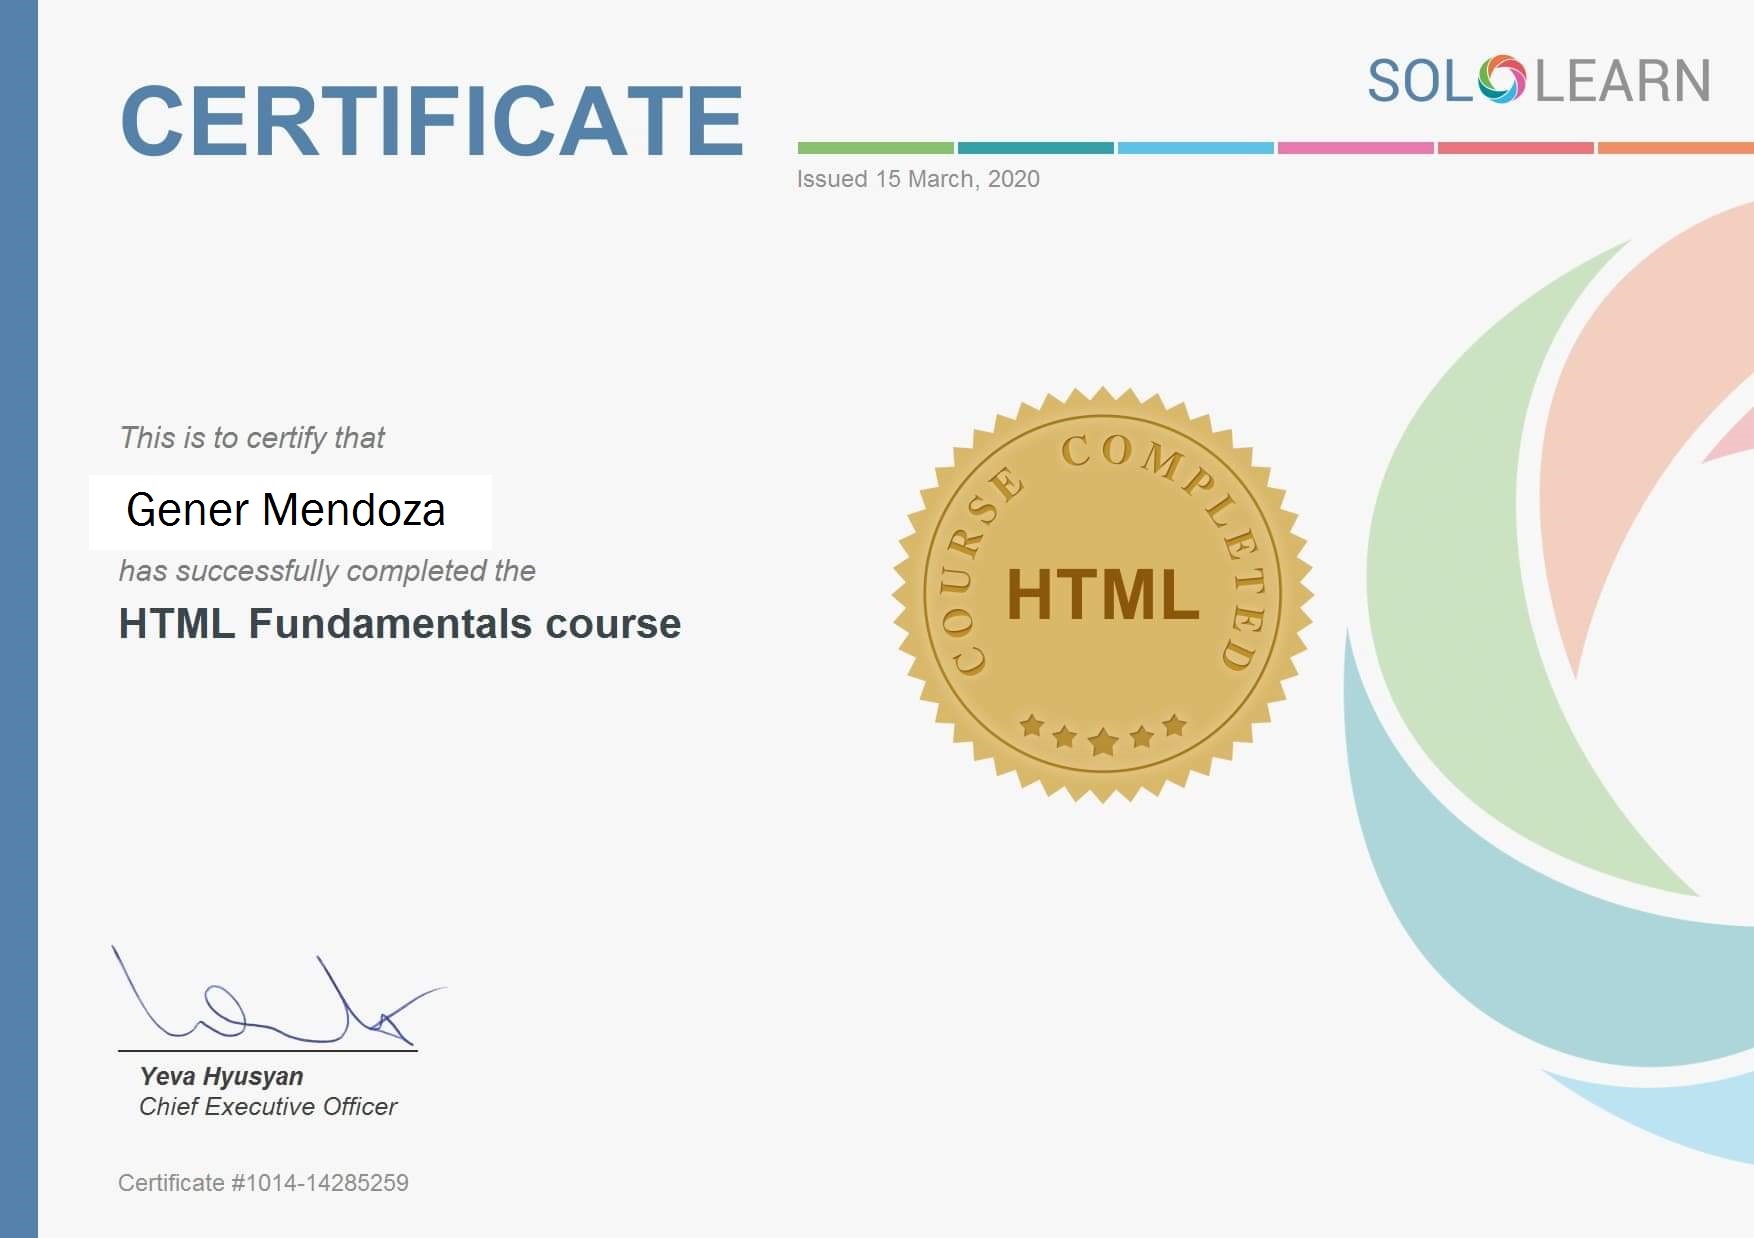 CERTIFICATE
SOLOLEARN
Issued 15 March, 2020
This is to certify that
Gener Mendoza
has successfully completed the
HTML Fundamentals course
COURSE COMPLETED
HTML
Yeva Hyusyan
Chief Executive Officer
Certificate #1014-14285259